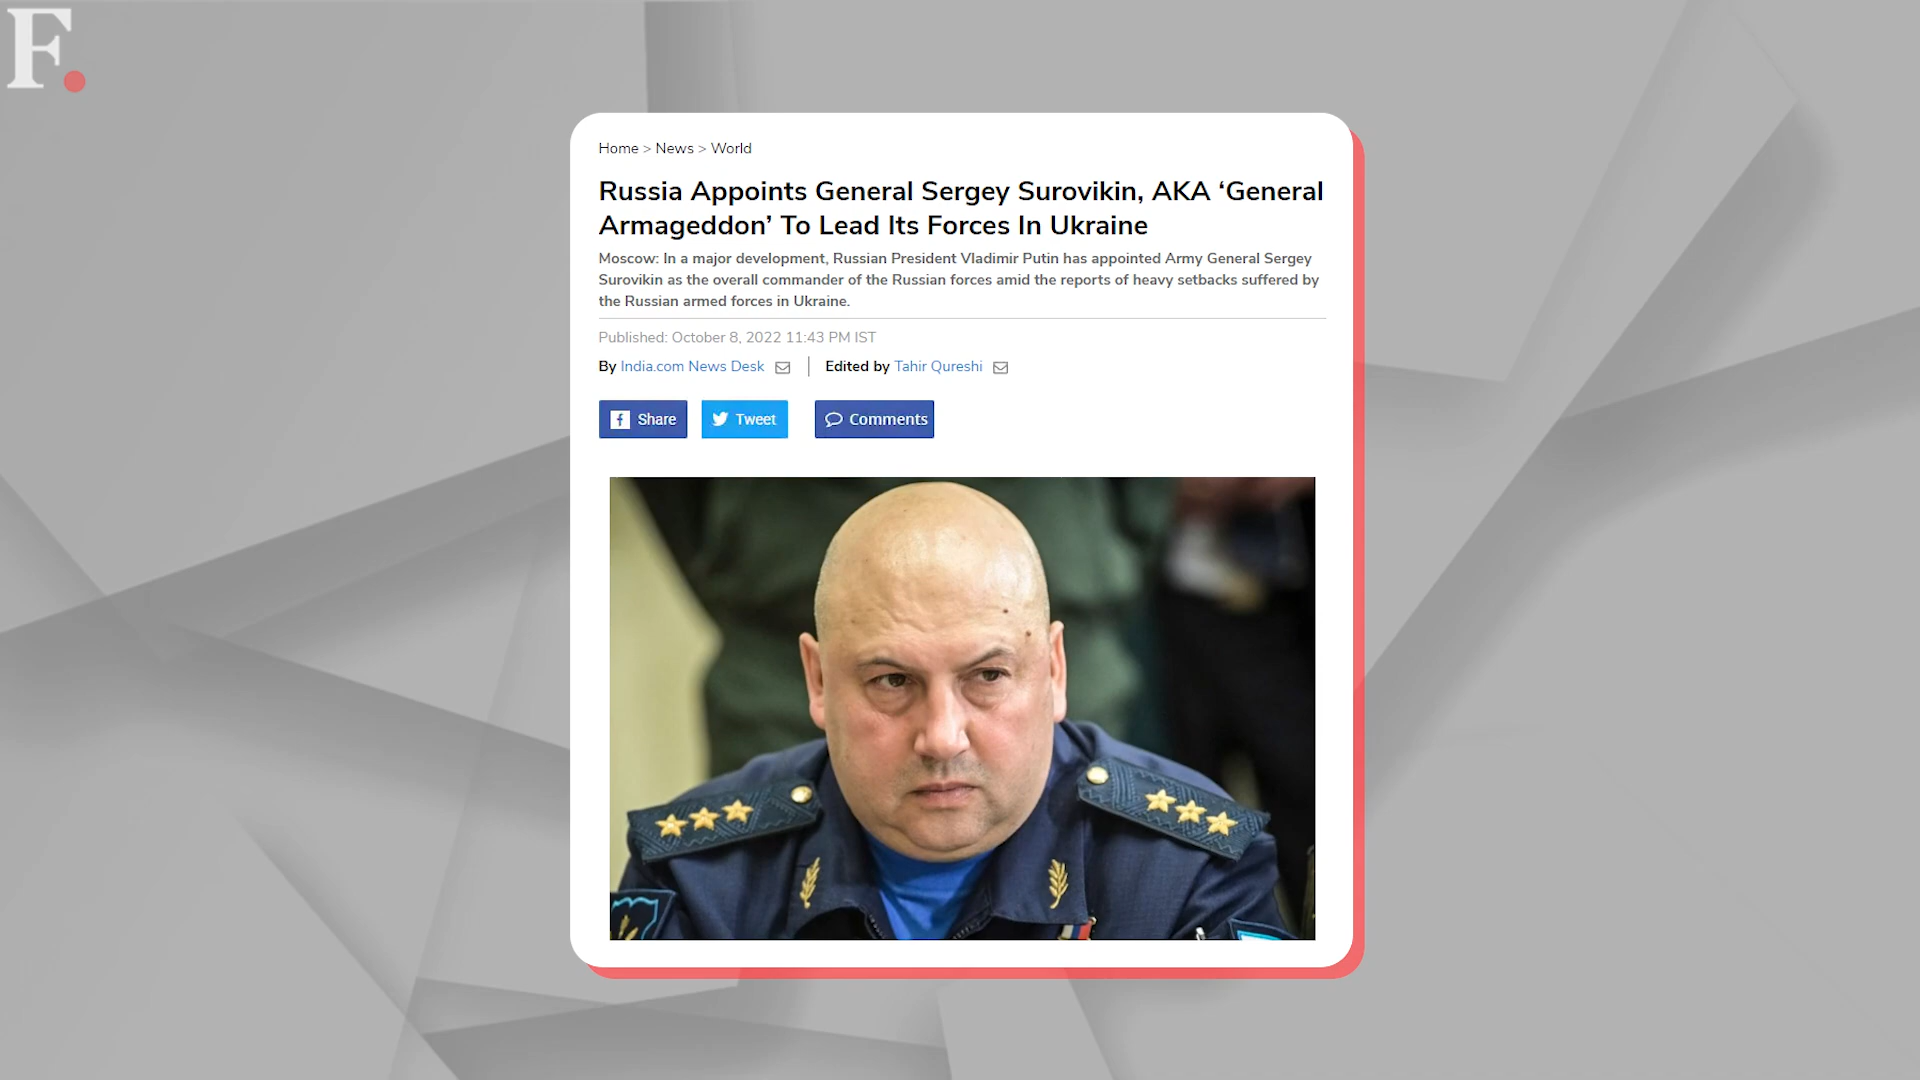 F.
Home > News > World
Russia Appoints General Sergey Surovikin, AKA ‘General
Armageddon’ To Lead Its Forces In Ukraine
Moscow: In a major development, Russian President Vladimir Putin has appointed Army General Sergey
Surovikin as the overall commander of the Russian forces amid the reports of heavy setbacks suffered by
the Russian armed forces in Ukraine.
Published: October 8, 2022 11:43 PM IST
By India.com News Desk | Edited by Tahir Qureshi
Share Tweet Comments